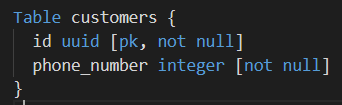 Table customers {
  id uuid [pk, not null]
  phone_number integer [not null]
}